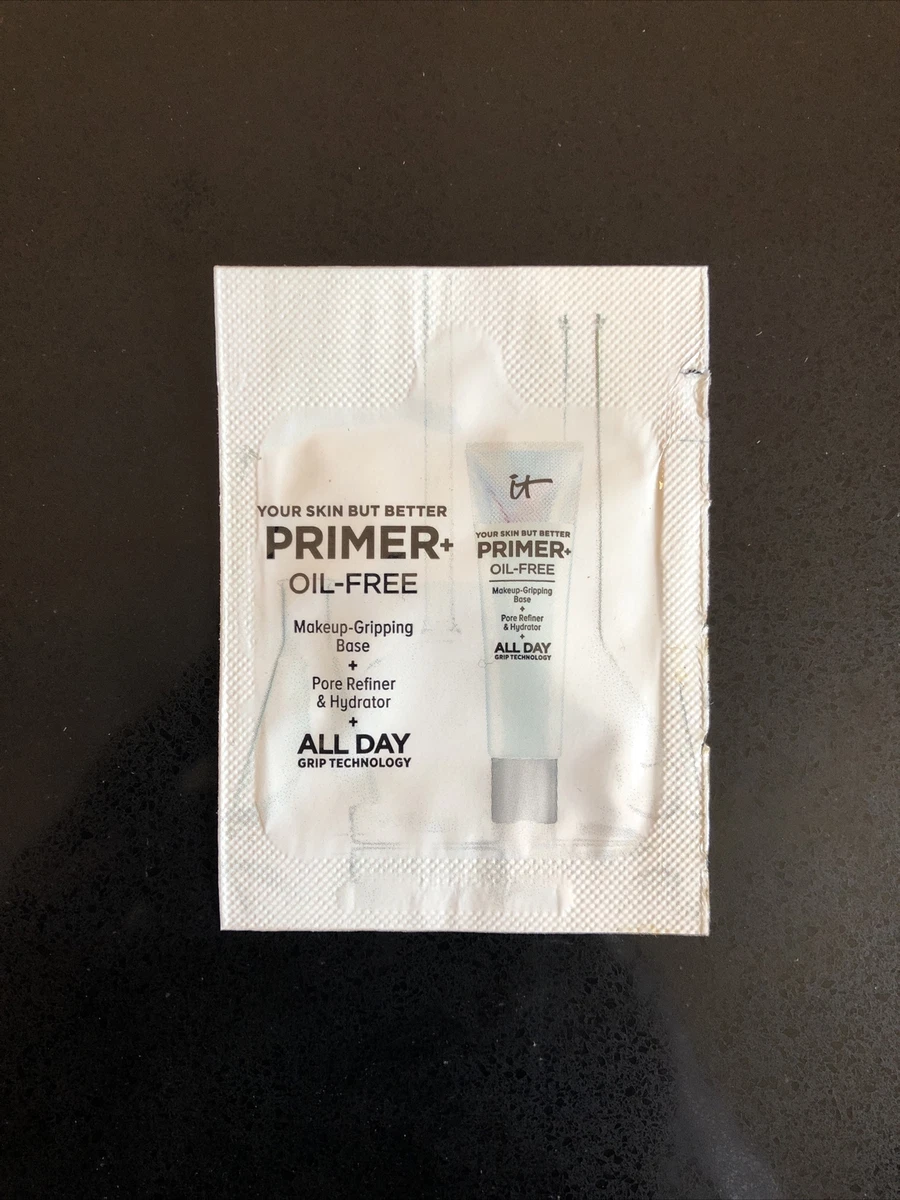 YOUR SKIN BUT BETTER
PRIMER+
OIL-FREE
Makeup-Gripping
Base
+
Pore Refiner
& Hydrator
+
ALL DAY
GRIP TECHNOLOGY
it
YOUR SKIN BUT BETTER
PRIMER+
OIL-FREE
Makeup-Gripping
Base
+
Pore Refiner
& Hydrator
+
ALL DAY
GRIP TECHNOLOGY